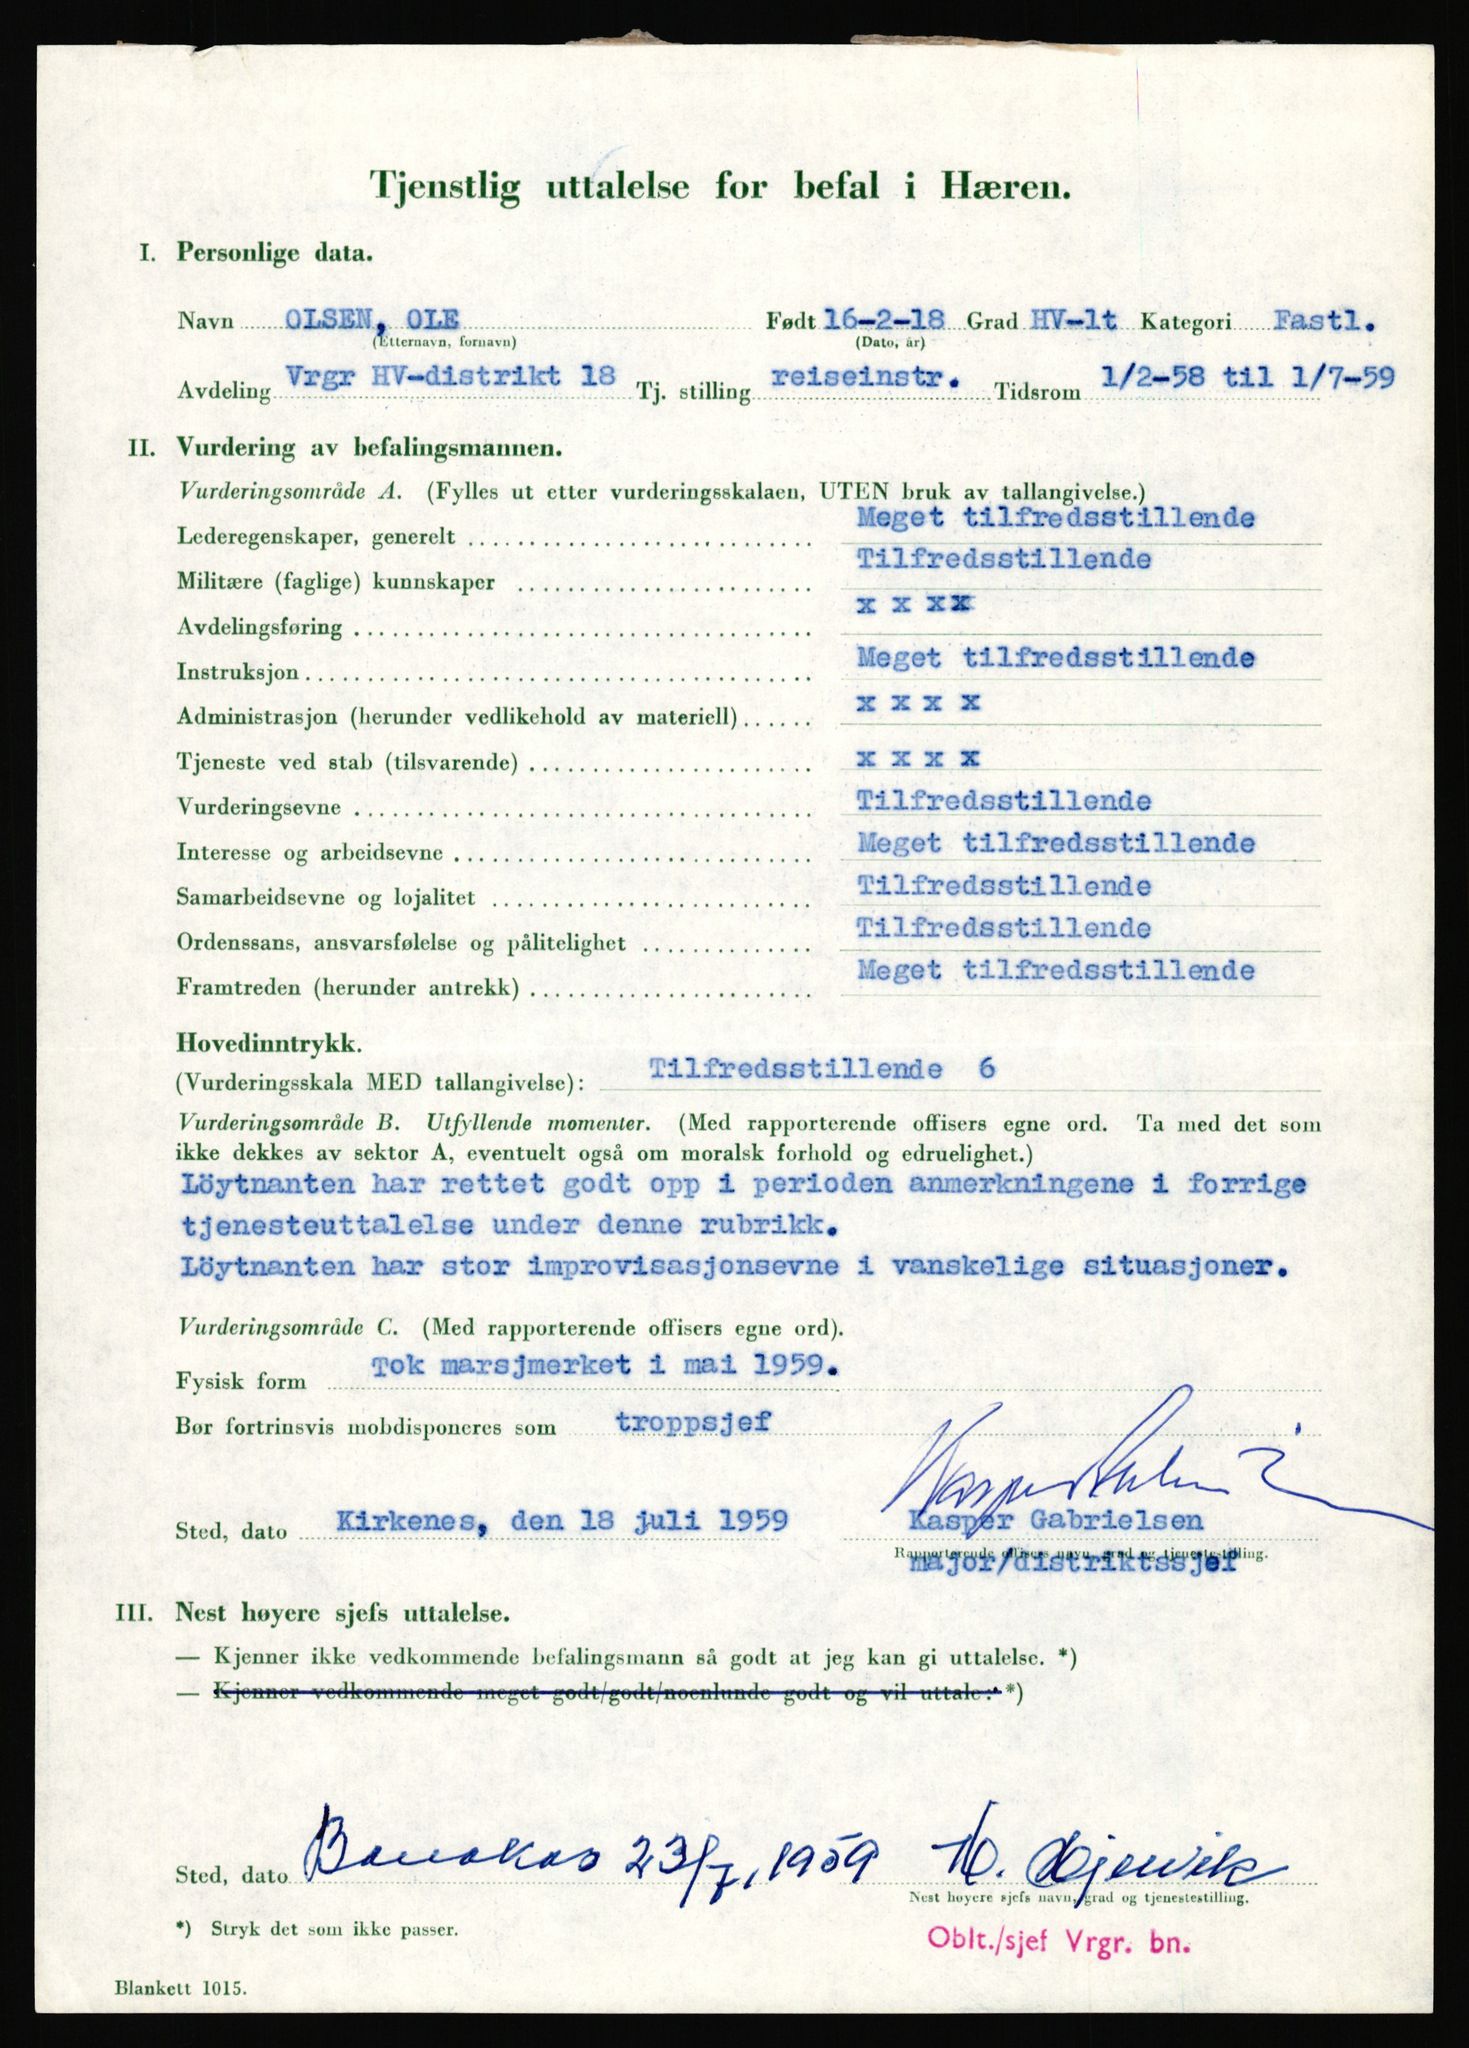 Tjenstlig uttalelse for befal i Hæren.
I. Personlige data.
Navn OLSEN, OLE Født 16-2-18 Grad HV-lt Kategori Fastl.
(Etternavn, fornavn) (Dato, år)
Avdeling Vrgr HV-distrikt 18 Tj. stilling reiseinstr. Tidsrom 1/2-58 til 1/7-59
II. Vurdering av befalingsmannen.
Vurderingsområde A. (Fylles ut etter vurderingsskalaen, UTEN bruk av tallangivelse.)
Lederegenskaper, generelt Meget tilfredsstillende
Militære (faglige) kunnskaper Tilfredsstillende
Avdelingsføring x x xx
Instruksjon Meget tilfredsstillende
Administrasjon (herunder vedlikehold av materiell) x x x x
Tjeneste ved stab (tilsvarende) x x x x
Vurderingsevne Tilfredsstillende
Interesse og arbeidsevne Meget tilfredsstillende
Samarbeidsevne og lojalitet Tilfredsstillende
Ordenssans, ansvarsfølelse og pålitelighet Tilfredsstillende
Framtreden (herunder antrekk) Meget tilfredsstillende
Hovedinntrykk.
(Vurderingsskala MED tallangivelse): Tilfredsstillende 6
Vurderingsområde B. Utfyllende momenter. (Med rapporterende offisers egne ord. Ta med det som
ikke dekkes av sektor A, eventuelt også om moralsk forhold og edruelighet.)
Löytnanten har rettet godt opp i perioden anmerkningene i forrige
tjenesteuttalelse under denne rubrikk.
Löytnanten har stor improvisasjonsevne i vanskelige situasjoner.
Vurderingsområde C. (Med rapporterende offisers egne ord).
Fysisk form Tok marsjmerket i mai 1959.
Bør fortrinsvis mobdisponeres som troppsjef
Sted, dato Kirkenes, den 18 juli 1959 Kasper Gabrielsen
Rapporterende offisers navn, grad og tjenestestilling.
major/distriktssjef
III. Nest høyere sjefs uttalelse.
— Kjenner ikke vedkommende befalingsmann så godt at jeg kan gi uttalelse. *)
— Kjenner vedkommende meget godt/godt/noenlunde godt og vil uttale: *)
Sted, dato 23/7, 1959
Nest høyere sjefs navn, grad og tjenestestilling.
*) Stryk det som ikke passer.
Oblt./sjef Vrgr. bn.
Blankett 1015.